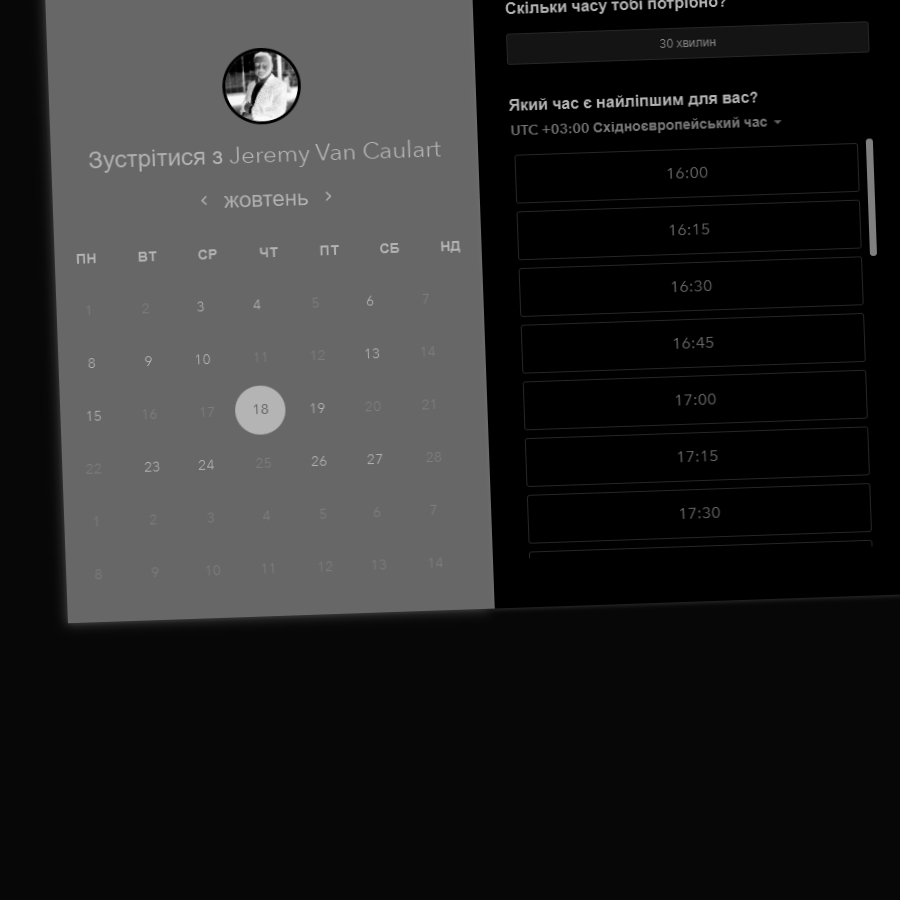 Зустрітися з Jeremy Van Caulart
жовтень
ПН ВТ СР ЧТ ПТ СБ НД
1 2 3 4 5 6 7
8 9 10 11 12 13 14
15 16 17 18 19 20 21
22 23 24 25 26 27 28
1 2 3 4 5 6 7
8 9 10 11 12 13 14
Скільки часу тобі потрібно?
30 хвилин
Який час є найліпшим для вас?
UTC +03:00 Східноєвропейський час
16:00
16:15
16:30
16:45
17:00
17:15
17:30